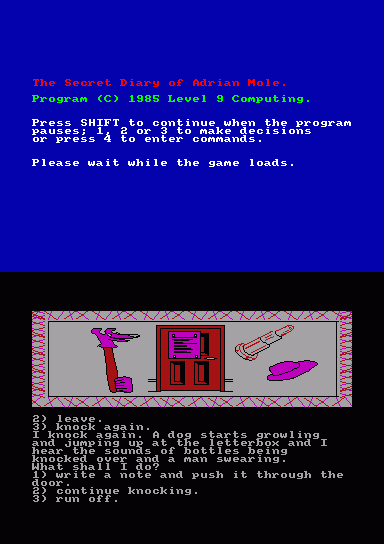 The Secret Diary of Adrian Mole.
Program (C) 1985 Level 9 Computing.
Press SHIFT to continue when the program
pauses; 1, 2 or 3 to make decisions
or press 4 to enter commands.
Please wait while the game loads.
2) leave.
3) knock again.
I knock again. A dog starts growling
and jumping up at the letterbox and I
hear the sounds of bottles being
knocked over and a man swearing.
What shall I do?
1) write a note and push it through the
door.
2) continue knocking.
3) run off.